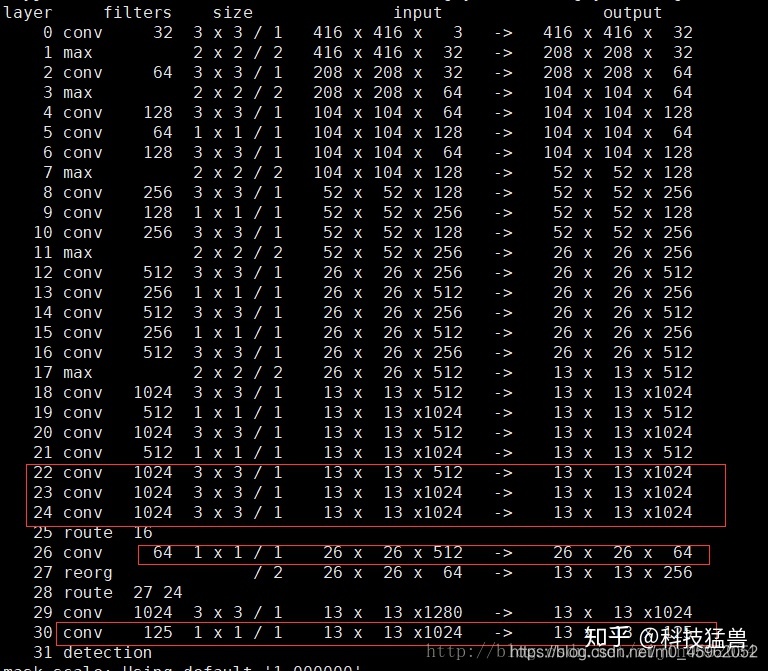 layer filters size input output
0 conv 32 3 x 3 / 1 416 x 416 x 3 -> 416 x 416 x 32
1 max 2 x 2 / 2 416 x 416 x 32 -> 208 x 208 x 32
2 conv 64 3 x 3 / 1 208 x 208 x 32 -> 208 x 208 x 64
3 max 2 x 2 / 2 208 x 208 x 64 -> 104 x 104 x 64
4 conv 128 3 x 3 / 1 104 x 104 x 64 -> 104 x 104 x 128
5 conv 64 1 x 1 / 1 104 x 104 x 128 -> 104 x 104 x 64
6 conv 128 3 x 3 / 1 104 x 104 x 64 -> 104 x 104 x 128
7 max 2 x 2 / 2 104 x 104 x 128 -> 52 x 52 x 128
8 conv 256 3 x 3 / 1 52 x 52 x 128 -> 52 x 52 x 256
9 conv 128 1 x 1 / 1 52 x 52 x 256 -> 52 x 52 x 128
10 conv 256 3 x 3 / 1 52 x 52 x 128 -> 52 x 52 x 256
11 max 2 x 2 / 2 52 x 52 x 256 -> 26 x 26 x 256
12 conv 512 3 x 3 / 1 26 x 26 x 256 -> 26 x 26 x 512
13 conv 256 1 x 1 / 1 26 x 26 x 512 -> 26 x 26 x 256
14 conv 512 3 x 3 / 1 26 x 26 x 256 -> 26 x 26 x 512
15 conv 256 1 x 1 / 1 26 x 26 x 512 -> 26 x 26 x 256
16 conv 512 3 x 3 / 1 26 x 26 x 256 -> 26 x 26 x 512
17 max 2 x 2 / 2 26 x 26 x 512 -> 13 x 13 x 512
18 conv 1024 3 x 3 / 1 13 x 13 x 512 -> 13 x 13 x1024
19 conv 512 1 x 1 / 1 13 x 13 x1024 -> 13 x 13 x 512
20 conv 1024 3 x 3 / 1 13 x 13 x 512 -> 13 x 13 x1024
21 conv 512 1 x 1 / 1 13 x 13 x1024 -> 13 x 13 x 512
22 conv 1024 3 x 3 / 1 13 x 13 x 512 -> 13 x 13 x1024
23 conv 1024 3 x 3 / 1 13 x 13 x1024 -> 13 x 13 x1024
24 conv 1024 3 x 3 / 1 13 x 13 x1024 -> 13 x 13 x1024
25 route 16
26 conv 64 1 x 1 / 1 26 x 26 x 512 -> 26 x 26 x 64
27 reorg / 2 26 x 26 x 64 -> 13 x 13 x 256
28 route 27 24
29 conv 1024 3 x 3 / 1 13 x 13 x1280 -> 13 x 13 x1024
30 conv 125 1 x 1 / 1 13 x 13 x1024 -> 13 x 13 x 125
31 detection
知乎 @科技猛兽
https://blog.csdn.net/m0_45962052
mask_scale: Using default '1.000000'